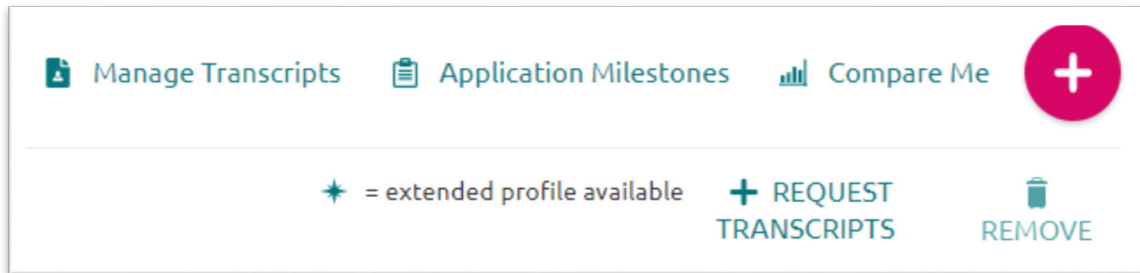 Manage Transcripts Application Milestones Compare Me +
= extended profile available + REQUEST
TRANSCRIPTS REMOVE